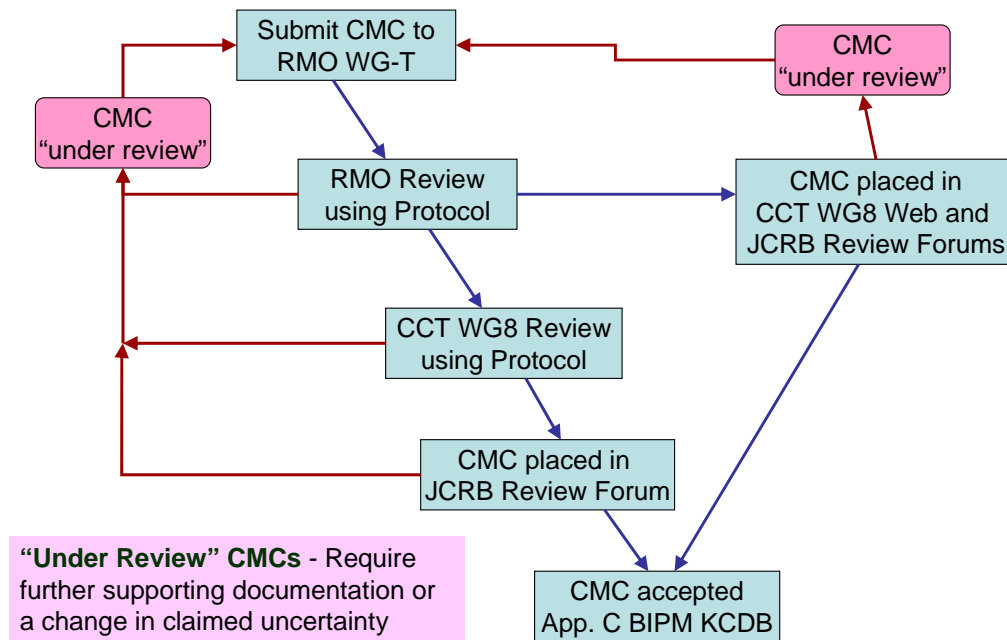 Submit CMC to
RMO WG-T
CMC
“under review”
CMC
“under review”
RMO Review
using Protocol
CMC placed in
CCT WG8 Web and
JCRB Review Forums
CCT WG8 Review
using Protocol
CMC placed in
JCRB Review Forum
“Under Review” CMCs - Require
further supporting documentation or
a change in claimed uncertainty
CMC accepted
App. C BIPM KCDB